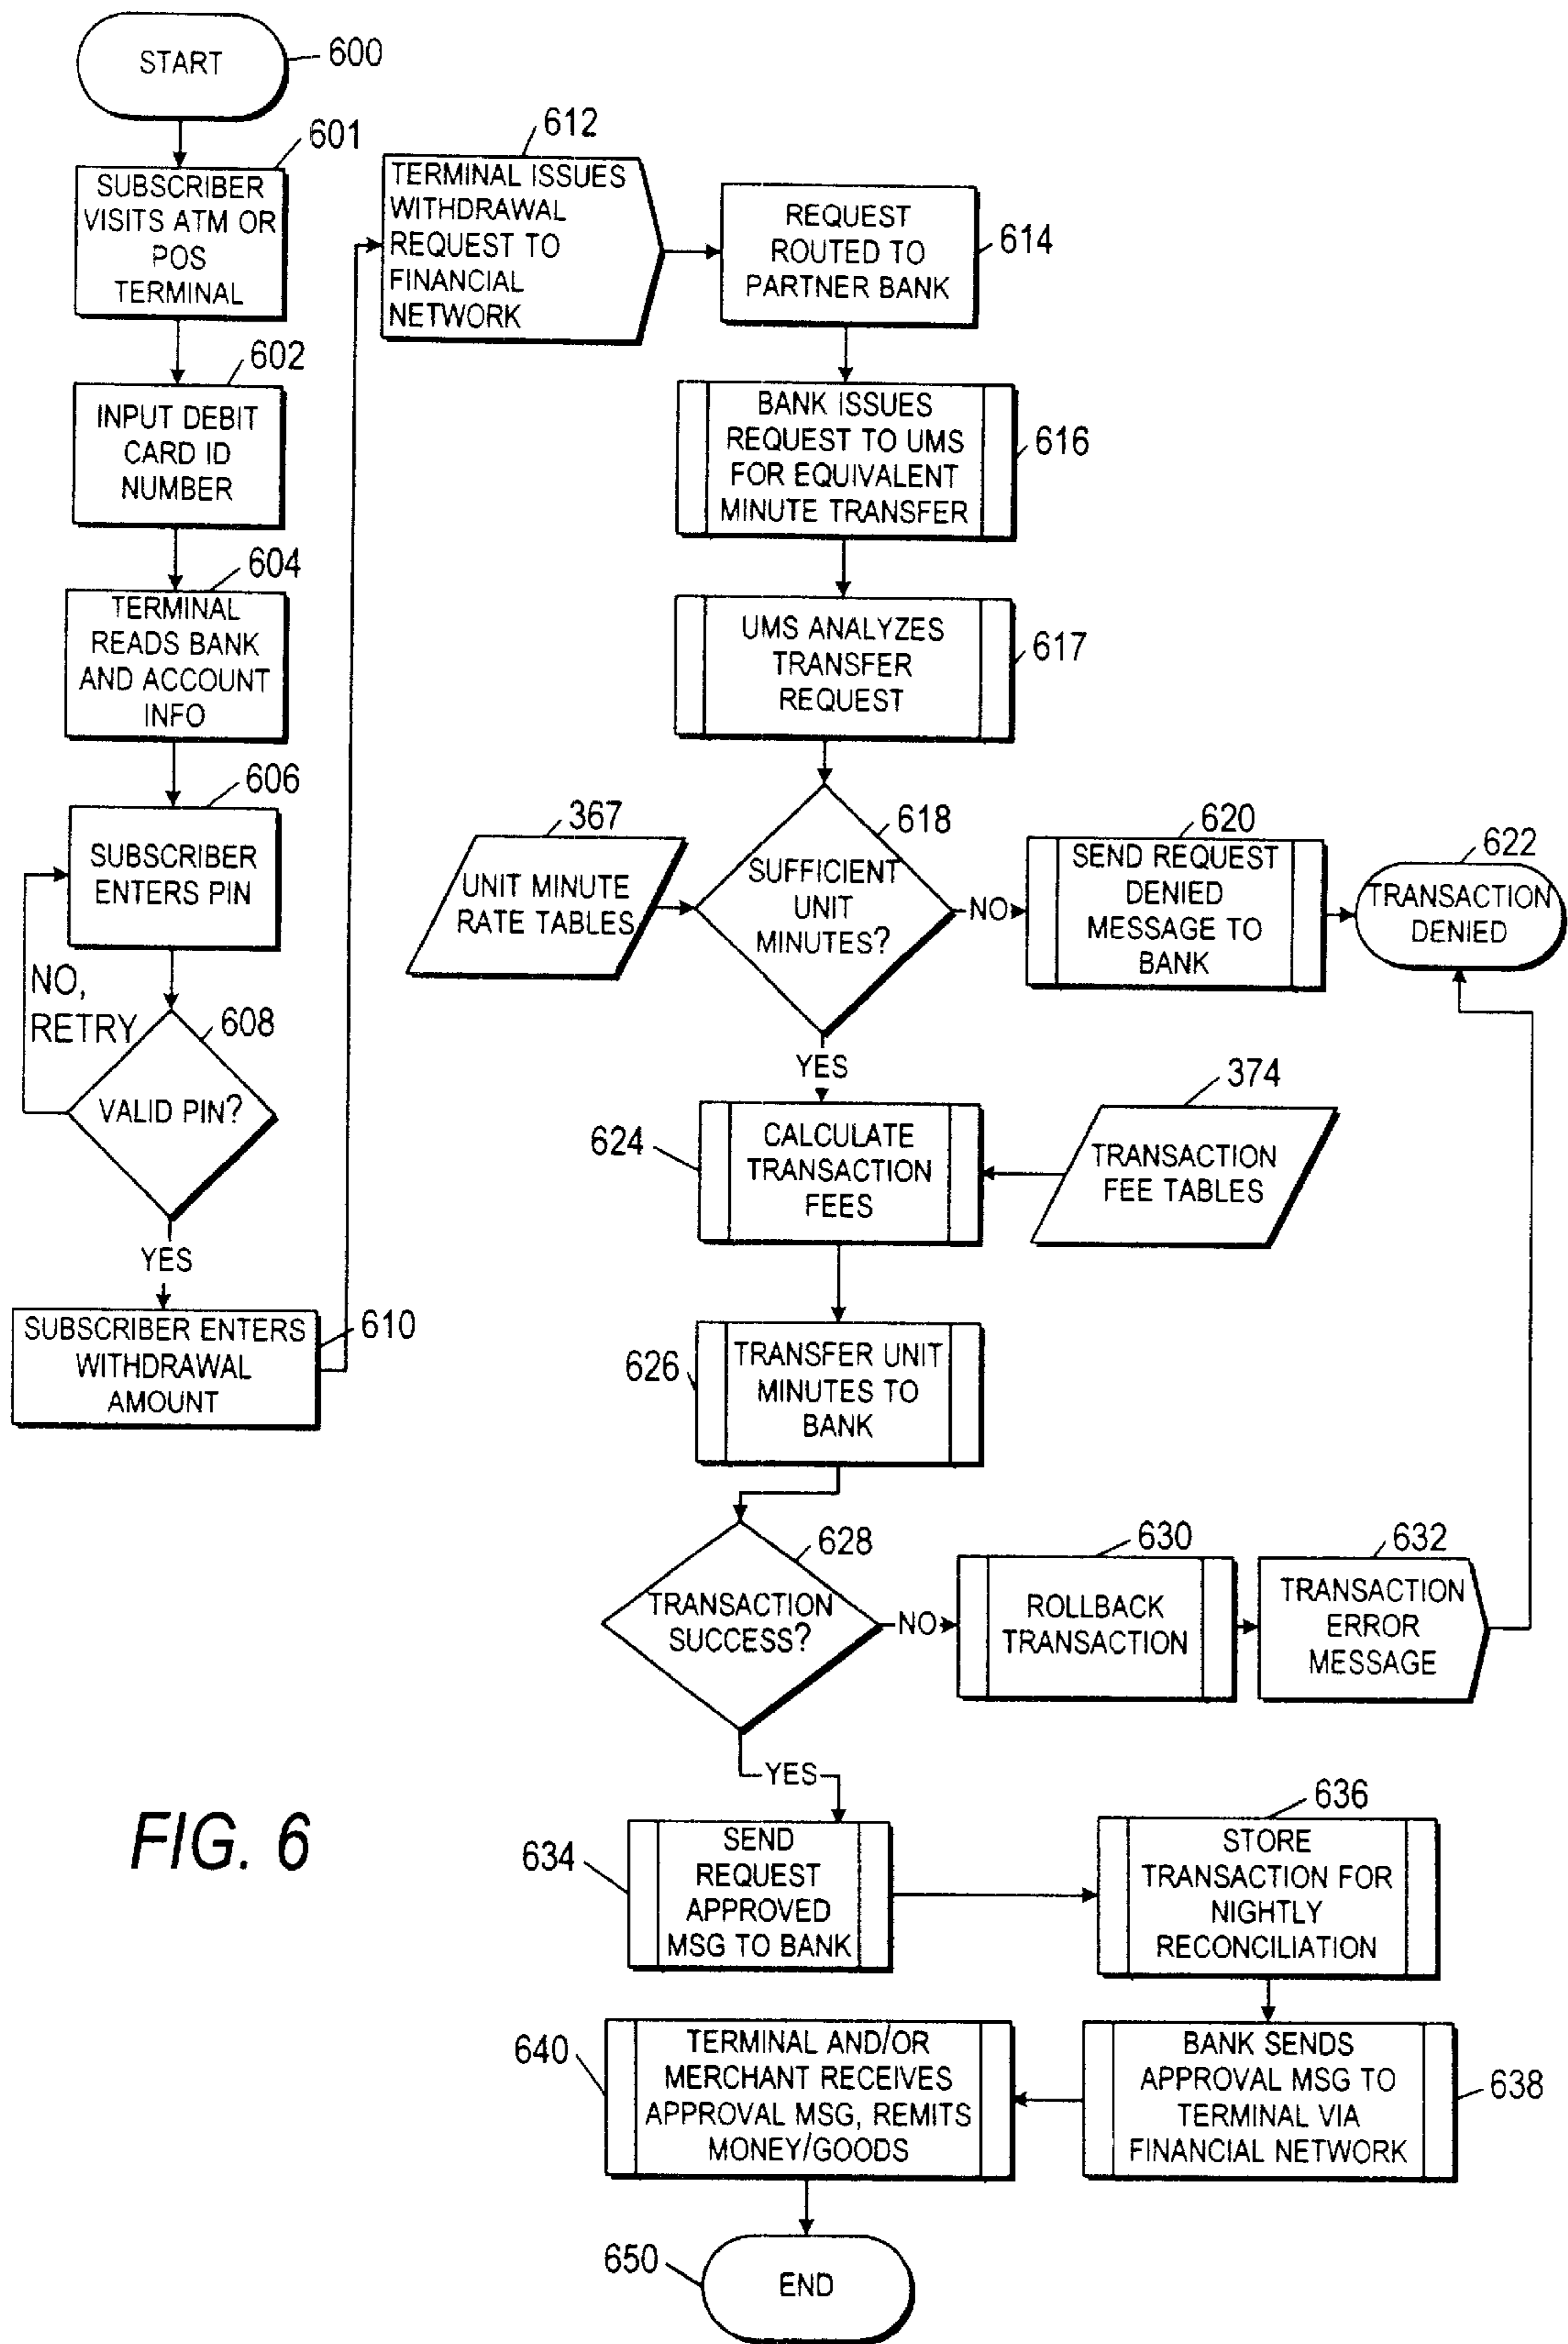 START
600
601
SUBSCRIBER
VISITS ATM OR
POS
TERMINAL
602
INPUT DEBIT
CARD ID
NUMBER
604
TERMINAL
READS BANK
AND ACCOUNT
INFO
606
SUBSCRIBER
ENTERS PIN
NO,
RETRY
608
VALID PIN?
YES
SUBSCRIBER ENTERS
WITHDRAWAL
AMOUNT
610
612
TERMINAL ISSUES
WITHDRAWAL
REQUEST TO
FINANCIAL
NETWORK
REQUEST
ROUTED TO
PARTNER BANK
614
BANK ISSUES
REQUEST TO UMS
FOR EQUIVALENT
MINUTE TRANSFER
616
UMS ANALYZES
TRANSFER
REQUEST
617
367
UNIT MINUTE
RATE TABLES
618
SUFFICIENT
UNIT
MINUTES?
NO
620
SEND REQUEST
DENIED
MESSAGE TO
BANK
622
TRANSACTION
DENIED
YES
624
CALCULATE
TRANSACTION
FEES
374
TRANSACTION
FEE TABLES
626
TRANSFER UNIT
MINUTES TO
BANK
628
TRANSACTION
SUCCESS?
NO
630
ROLLBACK
TRANSACTION
632
TRANSACTION
ERROR
MESSAGE
YES
634
SEND
REQUEST
APPROVED
MSG TO BANK
636
STORE
TRANSACTION FOR
NIGHTLY
RECONCILIATION
BANK SENDS
APPROVAL MSG TO
TERMINAL VIA
FINANCIAL NETWORK
638
640
TERMINAL AND/OR
MERCHANT RECEIVES
APPROVAL MSG, REMITS
MONEY/GOODS
650
END
FIG. 6